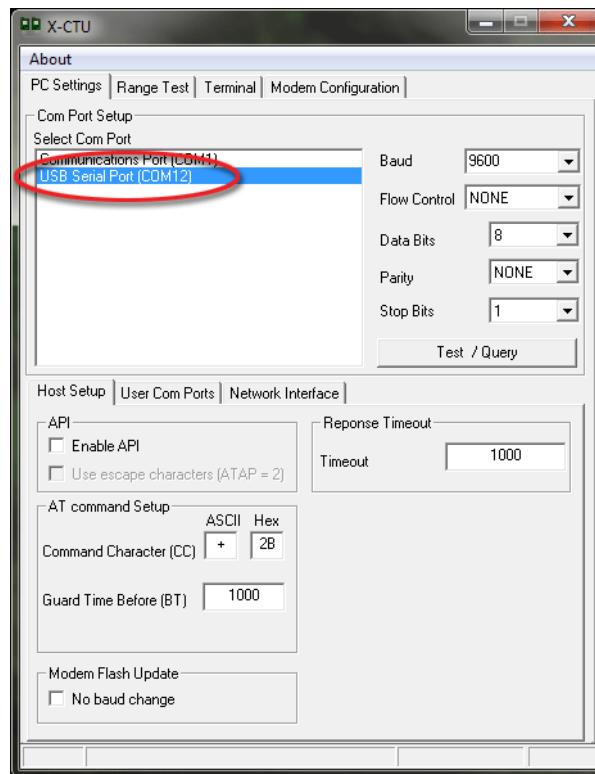 X-CTU
About
PC Settings Range Test Terminal Modem Configuration
Com Port Setup
Select Com Port
Communications Port (COM1)
USB Serial Port (COM12)
Baud 9600
Flow Control NONE
Data Bits 8
Parity NONE
Stop Bits 1
Test / Query
Host Setup User Com Ports Network Interface
API
Enable API
Use escape characters (ATAP = 2)
Reponse Timeout
Timeout 1000
AT command Setup
ASCII Hex
Command Character (CC) + 2B
Guard Time Before (BT) 1000
Modem Flash Update
No baud change